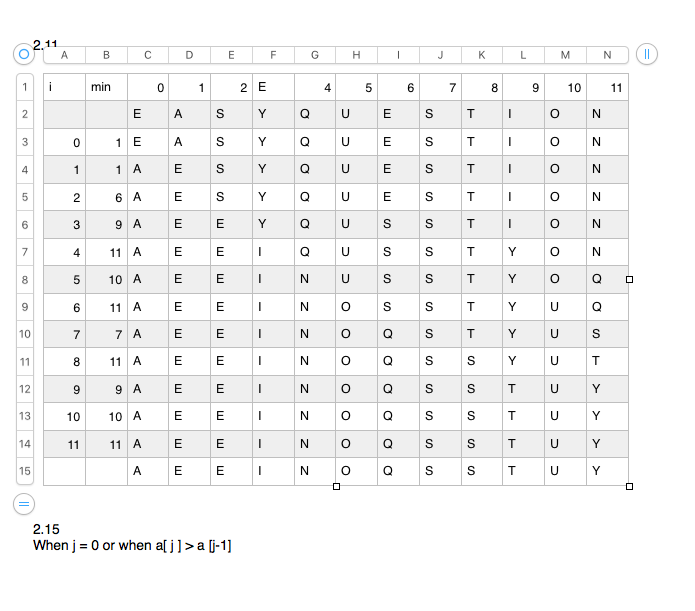 2.11
A B C D E F G H I J K L M N
1 i min 0 1 2 E 4 5 6 7 8 9 10 11
2 E A S Y Q U E S T I O N
3 0 1 E A S Y Q U E S T I O N
4 1 1 A E S Y Q U E S T I O N
5 2 6 A E S Y Q U E S T I O N
6 3 9 A E E Y Q U S S T I O N
7 4 11 A E E I Q U S S T Y O N
8 5 10 A E E I N U S S T Y O Q
9 6 11 A E E I N O S S T Y U Q
10 7 7 A E E I N O Q S T Y U S
11 8 11 A E E I N O Q S S Y U T
12 9 9 A E E I N O Q S S T U Y
13 10 10 A E E I N O Q S S T U Y
14 11 11 A E E I N O Q S S T U Y
15 A E E I N O Q S S T U Y
2.15
When j = 0 or when a[ j ] > a [j-1]